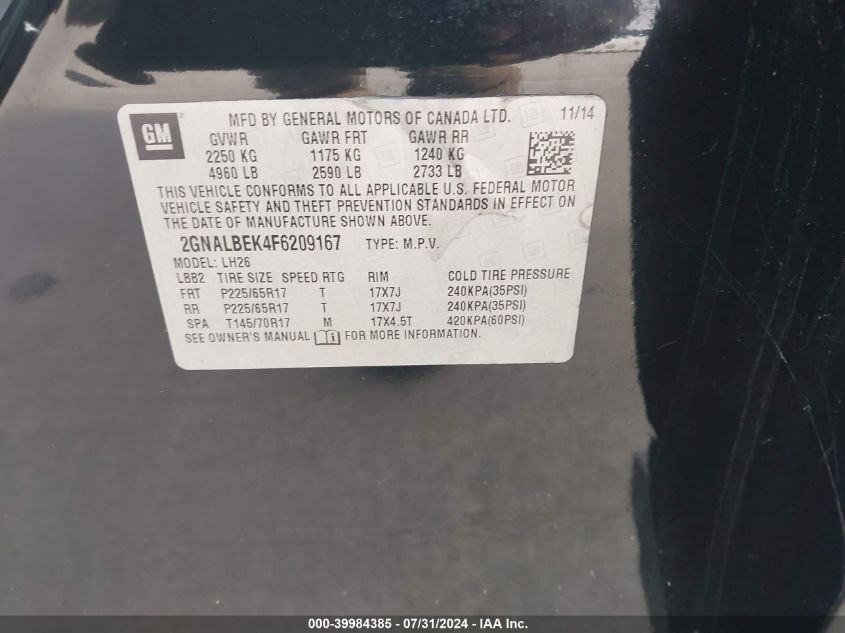 GM
MFD BY GENERAL MOTORS OF CANADA LTD. 11/14
GVWR GAWR FRT GAWR RR
2250 KG 1175 KG 1240 KG
4960 LB 2590 LB 2733 LB
THIS VEHICLE CONFORMS TO ALL APPLICABLE U.S. FEDERAL MOTOR
VEHICLE SAFETY AND THEFT PREVENTION STANDARDS IN EFFECT ON
THE DATE OF MANUFACTURE SHOWN ABOVE.
2GNALBEK4F6209167 TYPE: M.P.V.
MODEL: LH26
LBB2 TIRE SIZE SPEED RTG RIM COLD TIRE PRESSURE
FRT P225/65R17 T 17X7J 240KPA(35PSI)
RR P225/65R17 T 17X7J 240KPA(35PSI)
SPA T145/70R17 M 17X4.5T 420KPA(60PSI)
SEE OWNER'S MANUAL FOR MORE INFORMATION.
000-39984385 - 07/31/2024 - IAA Inc.